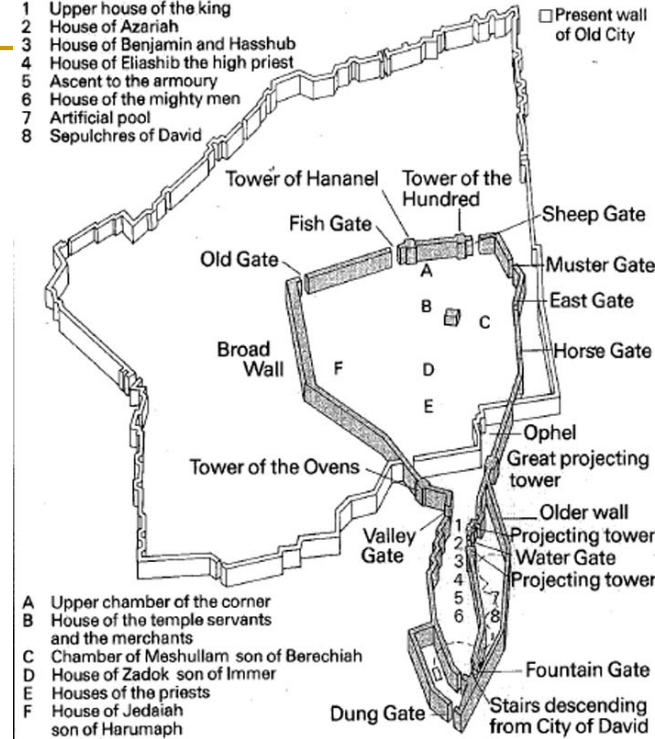 1 Upper house of the king
2 House of Azariah
3 House of Benjamin and Hasshub
4 House of Eliashib the high priest
5 Ascent to the armoury
6 House of the mighty men
7 Artificial pool
8 Sepulchres of David
Present wall
of Old City
Tower of Hananel
Tower of the
Hundred
Fish Gate
Sheep Gate
Old Gate
Muster Gate
A
East Gate
B
C
Broad
Wall
Horse Gate
F
D
E
Ophel
Tower of the Ovens
Great projecting
tower
Older wall
Valley
Gate
1
Projecting tower
2
Water Gate
3
Projecting tower
4
5
7
6
8
A Upper chamber of the corner
B House of the temple servants
and the merchants
C Chamber of Meshullam son of Berechiah
D House of Zadok son of Immer
E Houses of the priests
F House of Jedaiah
son of Harumaph
Fountain Gate
Dung Gate
Stairs descending
from City of David